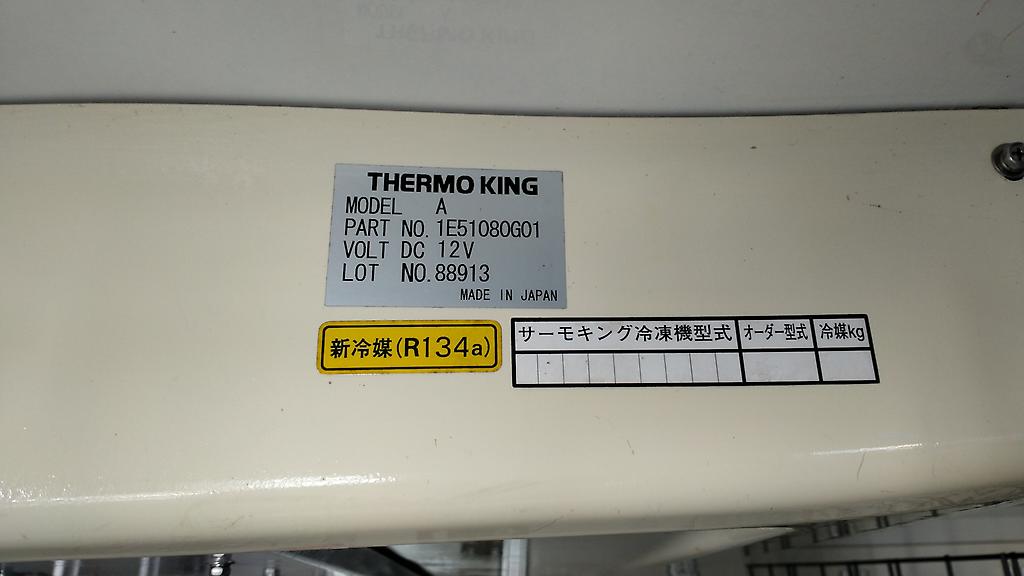 THERMO KING
MODEL A
PART NO. 1E51080G01
VOLT DC 12V
LOT NO. 88913
MADE IN JAPAN
新冷媒(R134a)
サーモキング冷凍機型式 オーダー型式 冷媒kg